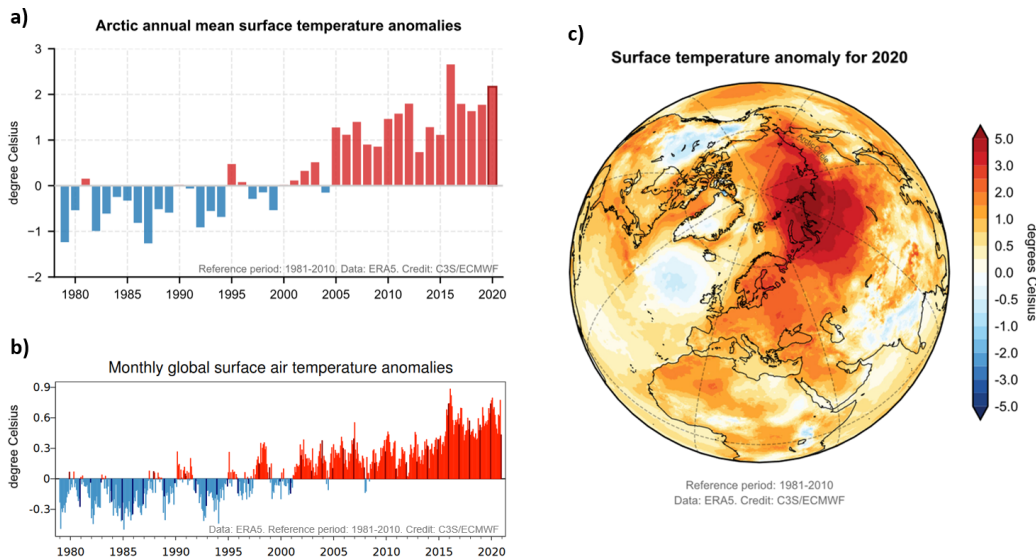 a)
Arctic annual mean surface temperature anomalies
degree Celsius
3
2
1
0
−1
−2
Reference period: 1981-2010. Data: ERA5. Credit: C3S/ECMWF
1980 1985 1990 1995 2000 2005 2010 2015 2020
b)
Monthly global surface air temperature anomalies
degree Celsius
0.9
0.6
0.3
0
-0.3
Data: ERA5. Reference period: 1981-2010. Credit: C3S/ECMWF
1980 1985 1990 1995 2000 2005 2010 2015 2020
c)
Surface temperature anomaly for 2020
5.0
3.0
2.0
1.0
0.5
0.0
-0.5
-1.0
-2.0
-3.0
-5.0
degrees Celsius
Reference period: 1981-2010
Data: ERA5. Credit: C3S/ECMWF